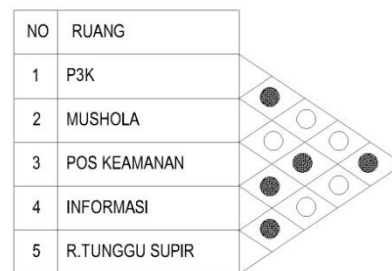 NO RUANG
1 P3K
2 MUSHOLA
3 POS KEAMANAN
4 INFORMASI
5 R.TUNGGU SUPIR